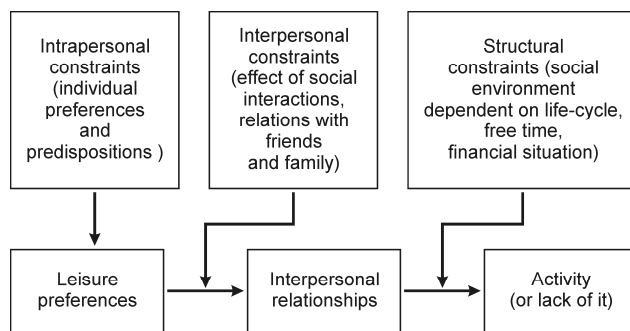 Intrapersonal
constraints
(individual
preferences
and
predispositions )
Interpersonal
constraints
(effect of social
interactions,
relations with
friends
and family)
Structural
constraints (social
environment
dependent on life-cycle,
free time,
financial situation)
Leisure
preferences
Interpersonal
relationships
Activity
(or lack of it)